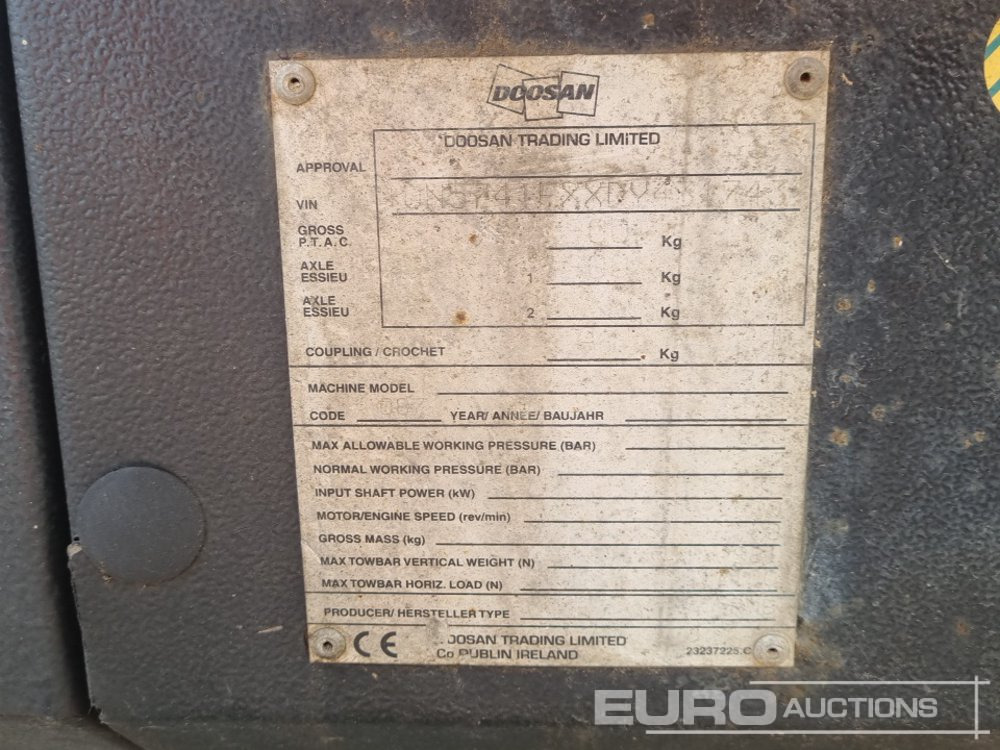 DOOSAN
DOOSAN TRADING LIMITED
APPROVAL
VIN
GROSS
P.T.A.C. Kg
AXLE
ESSIEU 1 Kg
AXLE
ESSIEU 2 Kg
COUPLING / CROCHET Kg
MACHINE MODEL
CODE YEAR/ ANNEE/ BAUJAHR
MAX ALLOWABLE WORKING PRESSURE (BAR)
NORMAL WORKING PRESSURE (BAR)
INPUT SHAFT POWER (kW)
MOTOR/ENGINE SPEED (rev/min)
GROSS MASS (kg)
MAX TOWBAR VERTICAL WEIGHT (N)
MAX TOWBAR HORIZ. LOAD (N)
PRODUCER/ HERSTELLER TYPE
CE DOOSAN TRADING LIMITED
Co DUBLIN IRELAND 23237225.C
EURO AUCTIONS